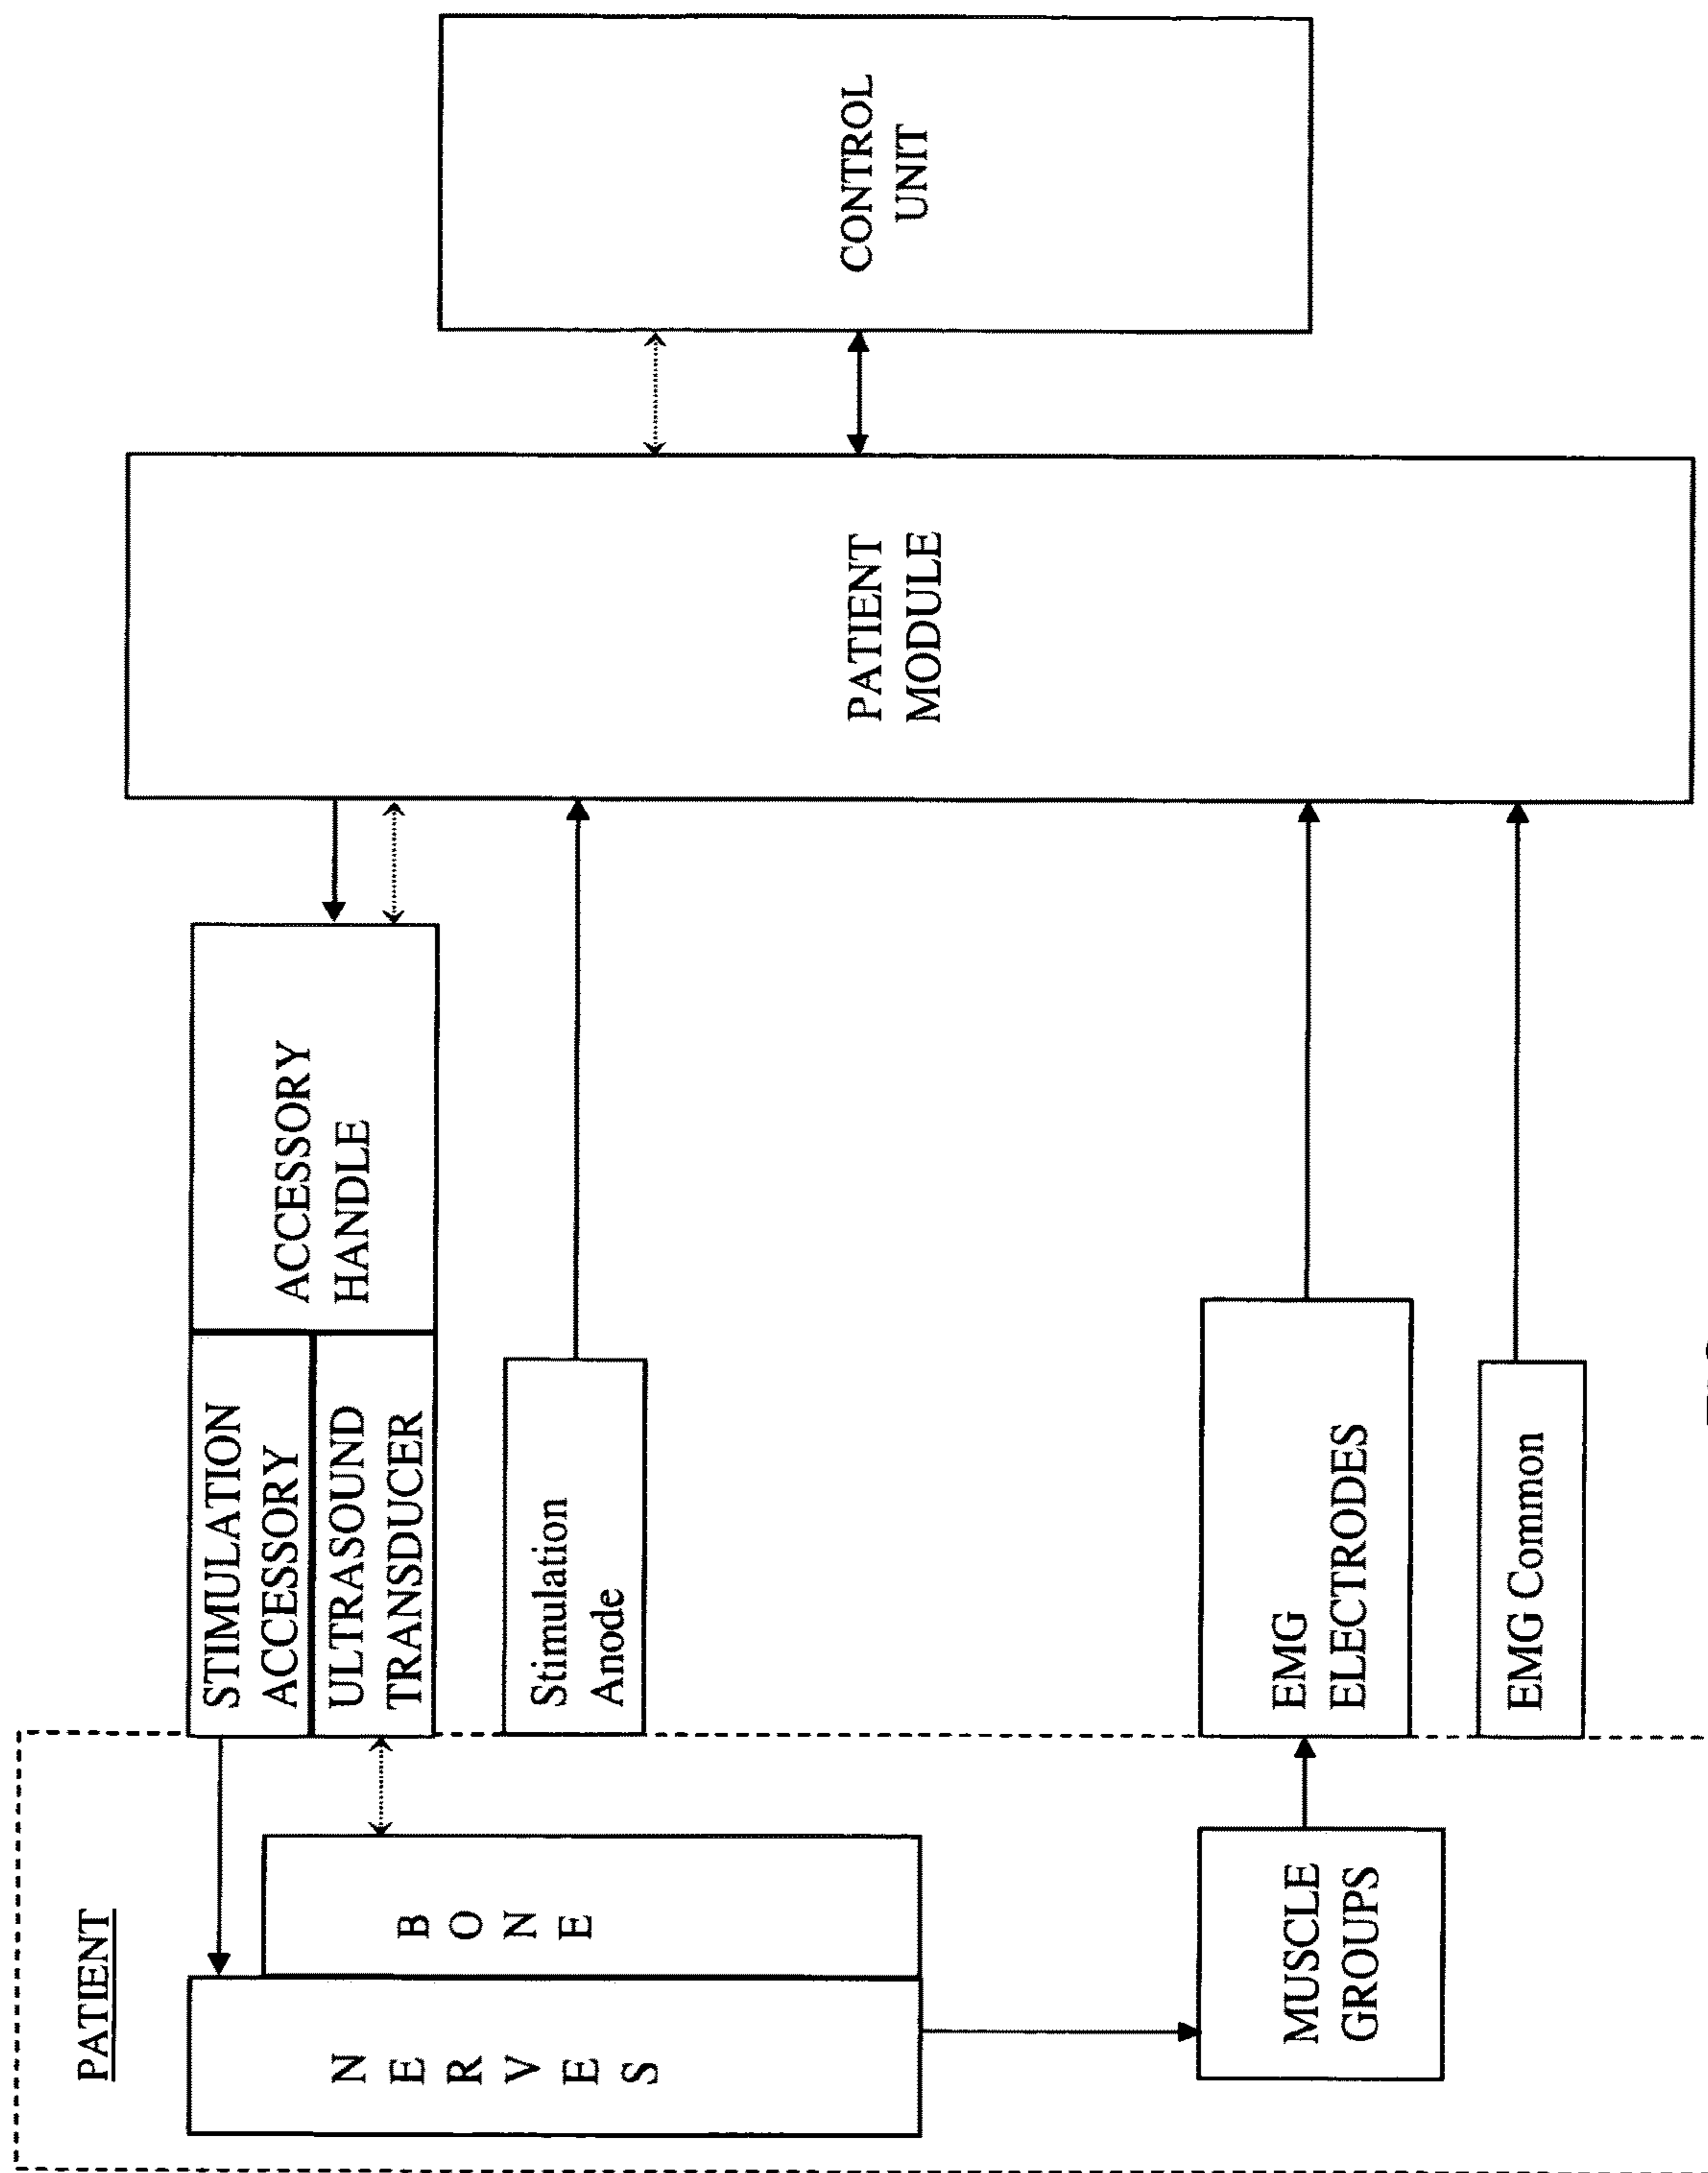 PATIENT
N
E
R
V
E
S
B
O
N
E
MUSCLE
GROUPS
STIMULATION
ACCESSORY
ULTRASOUND
TRANSDUCER
ACCESSORY
HANDLE
Stimulation
Anode
EMG
ELECTRODES
EMG Common
PATIENT
MODULE
CONTROL
UNIT